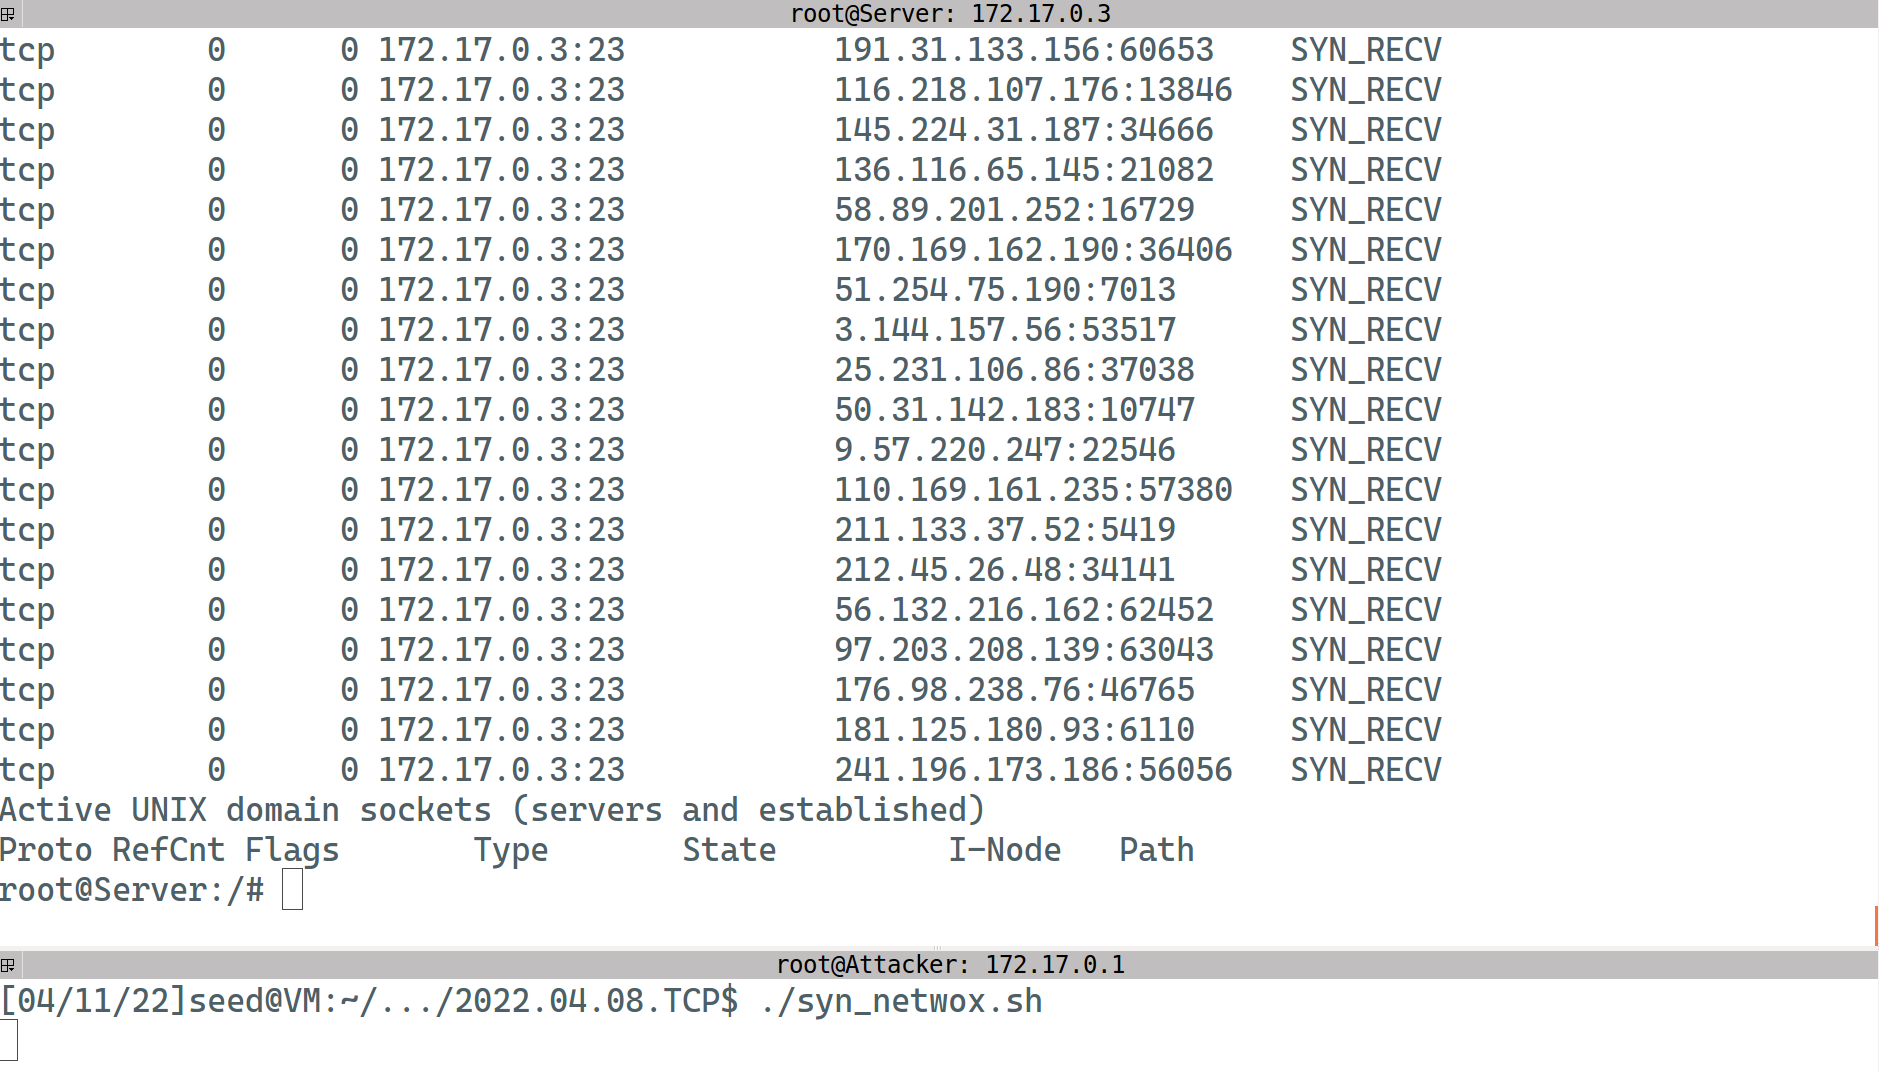 root@Server: 172.17.0.3
tcp        0      0 172.17.0.3:23           191.31.133.156:60653    SYN_RECV
tcp        0      0 172.17.0.3:23           116.218.107.176:13846   SYN_RECV
tcp        0      0 172.17.0.3:23           145.224.31.187:34666    SYN_RECV
tcp        0      0 172.17.0.3:23           136.116.65.145:21082    SYN_RECV
tcp        0      0 172.17.0.3:23           58.89.201.252:16729     SYN_RECV
tcp        0      0 172.17.0.3:23           170.169.162.190:36406   SYN_RECV
tcp        0      0 172.17.0.3:23           51.254.75.190:7013      SYN_RECV
tcp        0      0 172.17.0.3:23           3.144.157.56:53517      SYN_RECV
tcp        0      0 172.17.0.3:23           25.231.106.86:37038     SYN_RECV
tcp        0      0 172.17.0.3:23           50.31.142.183:10747     SYN_RECV
tcp        0      0 172.17.0.3:23           9.57.220.247:22546      SYN_RECV
tcp        0      0 172.17.0.3:23           110.169.161.235:57380   SYN_RECV
tcp        0      0 172.17.0.3:23           211.133.37.52:5419      SYN_RECV
tcp        0      0 172.17.0.3:23           212.45.26.48:34141      SYN_RECV
tcp        0      0 172.17.0.3:23           56.132.216.162:62452    SYN_RECV
tcp        0      0 172.17.0.3:23           97.203.208.139:63043    SYN_RECV
tcp        0      0 172.17.0.3:23           176.98.238.76:46765     SYN_RECV
tcp        0      0 172.17.0.3:23           181.125.180.93:6110     SYN_RECV
tcp        0      0 172.17.0.3:23           241.196.173.186:56056   SYN_RECV
Active UNIX domain sockets (servers and established)
Proto RefCnt Flags       Type       State         I-Node   Path
root@Server:/#
root@Attacker: 172.17.0.1
[04/11/22]seed@VM:~/.../2022.04.08.TCP$ ./syn_netwox.sh